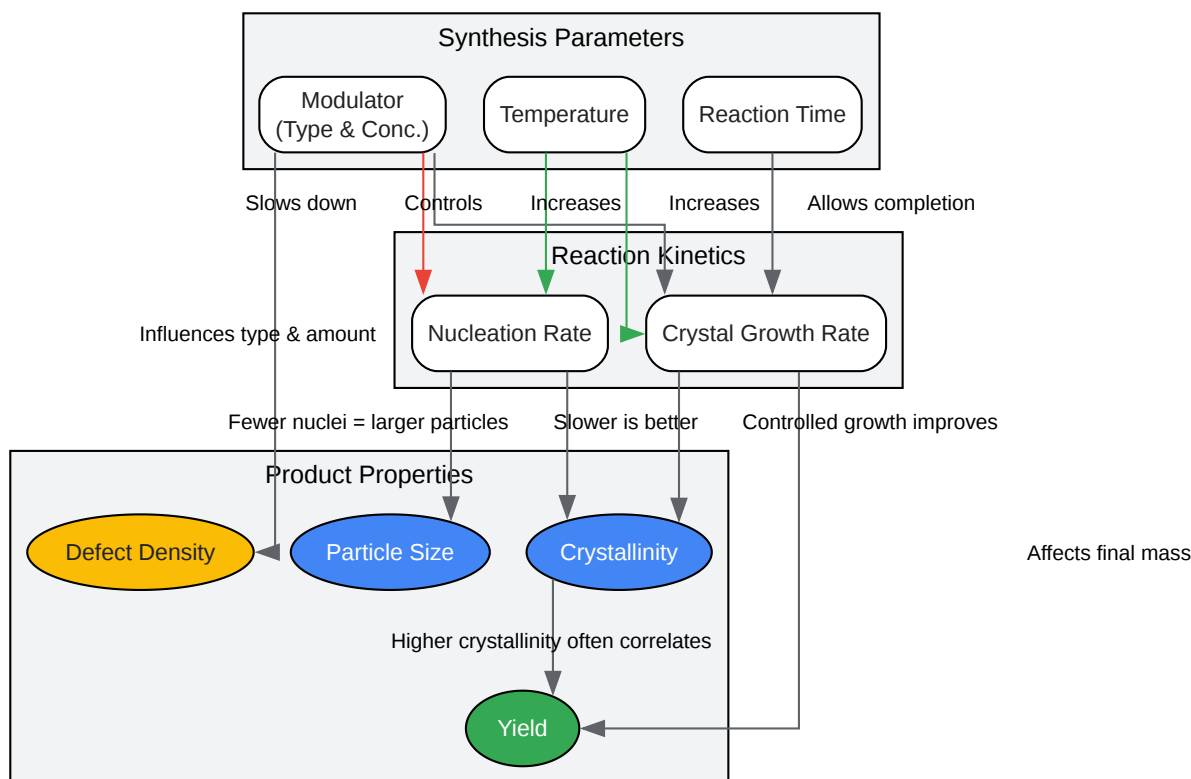 Synthesis Parameters
Modulator
(Type & Conc.)
Temperature
Reaction Time
Slows down
Controls
Increases
Increases
Allows completion
Reaction Kinetics
Influences type & amount
Nucleation Rate
Crystal Growth Rate
Fewer nuclei = larger particles
Slower is better
Controlled growth improves
Product Properties
Defect Density
Particle Size
Crystallinity
Affects final mass
Higher crystallinity often correlates
Yield